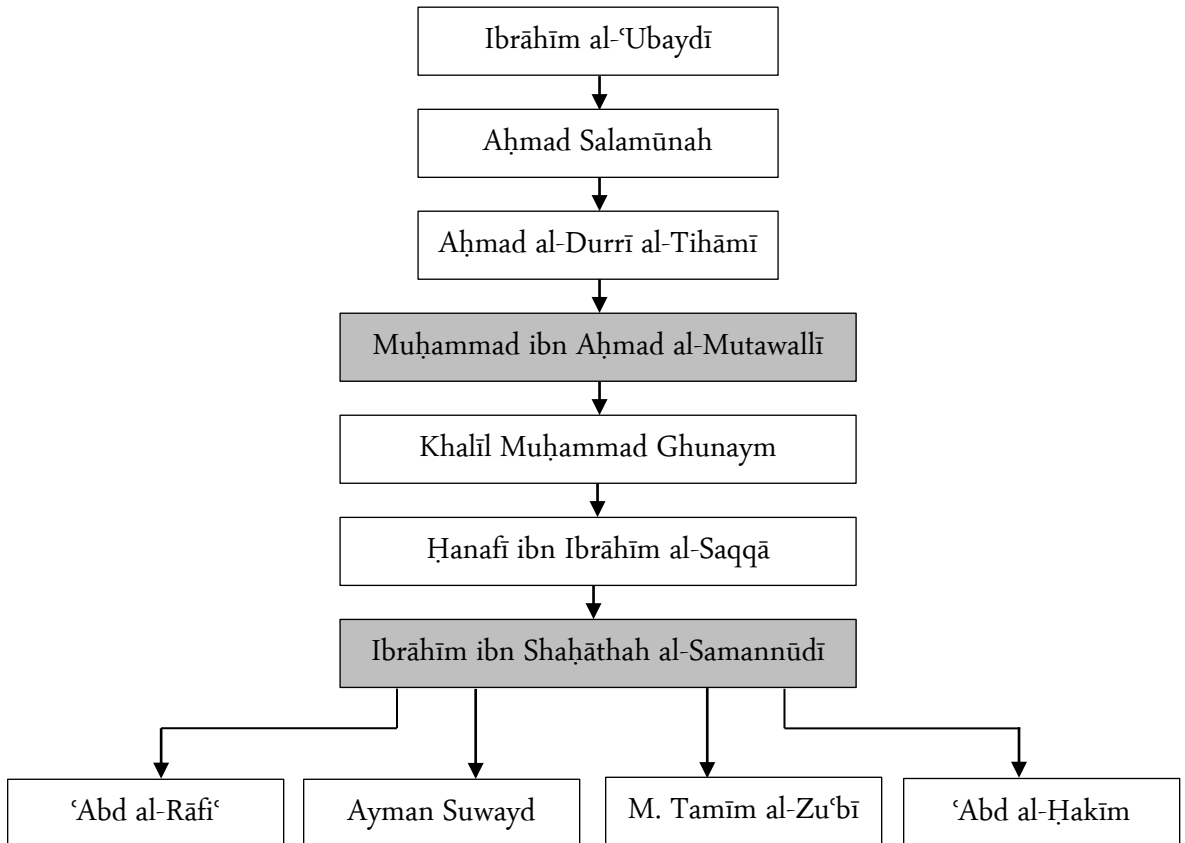 Ibrāhīm al-ʿUbaydī
Aḥmad Salamūnah
Aḥmad al-Durrī al-Tihāmī
Muḥammad ibn Aḥmad al-Mutawallī
Khalīl Muḥammad Ghunaym
Ḥanafī ibn Ibrāhīm al-Saqqā
Ibrāhīm ibn Shaḥāthah al-Samannūdī
ʿAbd al-Rāfiʿ
Ayman Suwayd
M. Tamīm al-Zuʿbī
ʿAbd al-Ḥakīm